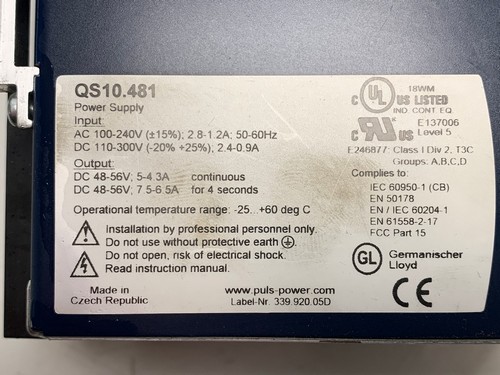 QS10.481
Power Supply
Input:
AC 100-240V (±15%); 2.8-1.2A; 50-60Hz
DC 110-300V (-20% +25%), 2.4-0.9A
Output:
DC 48-56V; 5-4.3A continuous
DC 48-56V; 7.5-6.5A for 4 seconds
Operational temperature range: -25...+60 deg C
Installation by professional personnel only.
Do not use without protective earth ⏚.
Do not open, risk of electrical shock.
Read instruction manual.
Made in
Czech Republic
www.puls-power.com
Label-Nr. 339.920.05D
18WM
C UL US LISTED
IND. CONT. EQ.
E137006
c UR US Level 5
E246877: Class I Div 2, T3C
Groups: A,B,C,D
Complies to:
IEC 60950-1 (CB)
EN 50178
EN / IEC 60204-1
EN 61558-2-17
FCC Part 15
GL Germanischer
Lloyd
CE